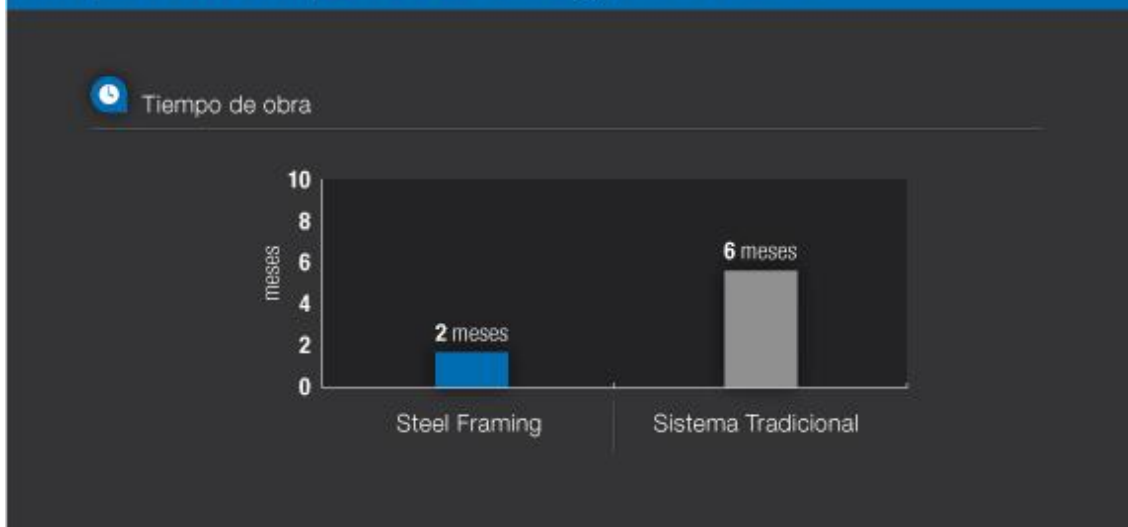 Tiempo de obra
10
8
6
4
2
0
meses
2 meses
6 meses
Steel Framing
Sistema Tradicional